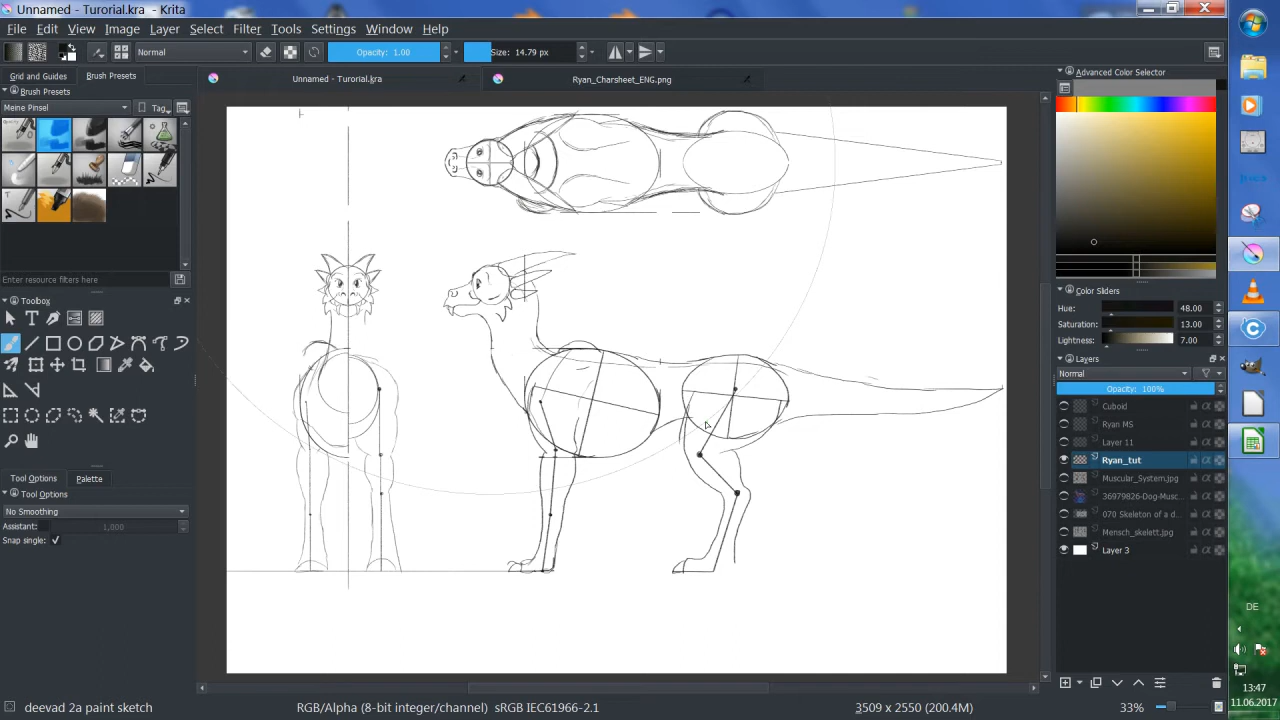 Unnamed - Turorial.kra - Krita
File Edit View Image Layer Select Filter Tools Settings Window Help
Normal Opacity: 1.00 Size: 14.79 px
Grid and Guides Brush Presets Unnamed - Turorial.kra Ryan_Charsheet_ENG.png
Advanced Color Selector
Brush Presets
Meine Pinsel Tag
Enter resource filters here
Toolbox
Color Sliders
Hue: 48.00
Saturation: 13.00
Lightness: 7.00
Layers
Normal
Opacity: 100%
Cuboid
Ryan MS
Layer 11
Ryan_tut
Muscular_System.jpg
36979826-Dog-Musc...
070 Skeleton of a d...
Mensch_skelett.jpg
Layer 3
Tool Options Palette
Tool Options
No Smoothing
Assistant: 1,000
Snap single:
DE
13:47
11.06.2017
deevad 2a paint sketch RGB/Alpha (8-bit integer/channel) sRGB IEC61966-2.1 3509 x 2550 (200.4M) 33%